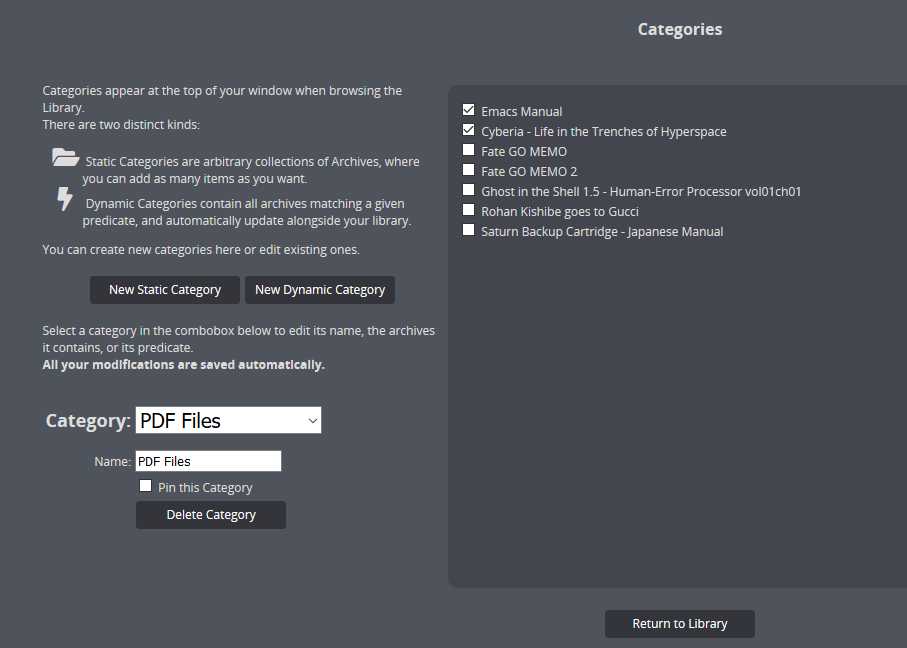 Categories
Categories appear at the top of your window when browsing the
Library.
There are two distinct kinds:
Static Categories are arbitrary collections of Archives, where
you can add as many items as you want.
Dynamic Categories contain all archives matching a given
predicate, and automatically update alongside your library.
You can create new categories here or edit existing ones.
New Static Category
New Dynamic Category
Select a category in the combobox below to edit its name, the archives
it contains, or its predicate.
All your modifications are saved automatically.
Category: PDF Files
Name: PDF Files
Pin this Category
Delete Category
Emacs Manual
Cyberia - Life in the Trenches of Hyperspace
Fate GO MEMO
Fate GO MEMO 2
Ghost in the Shell 1.5 - Human-Error Processor vol01ch01
Rohan Kishibe goes to Gucci
Saturn Backup Cartridge - Japanese Manual
Return to Library